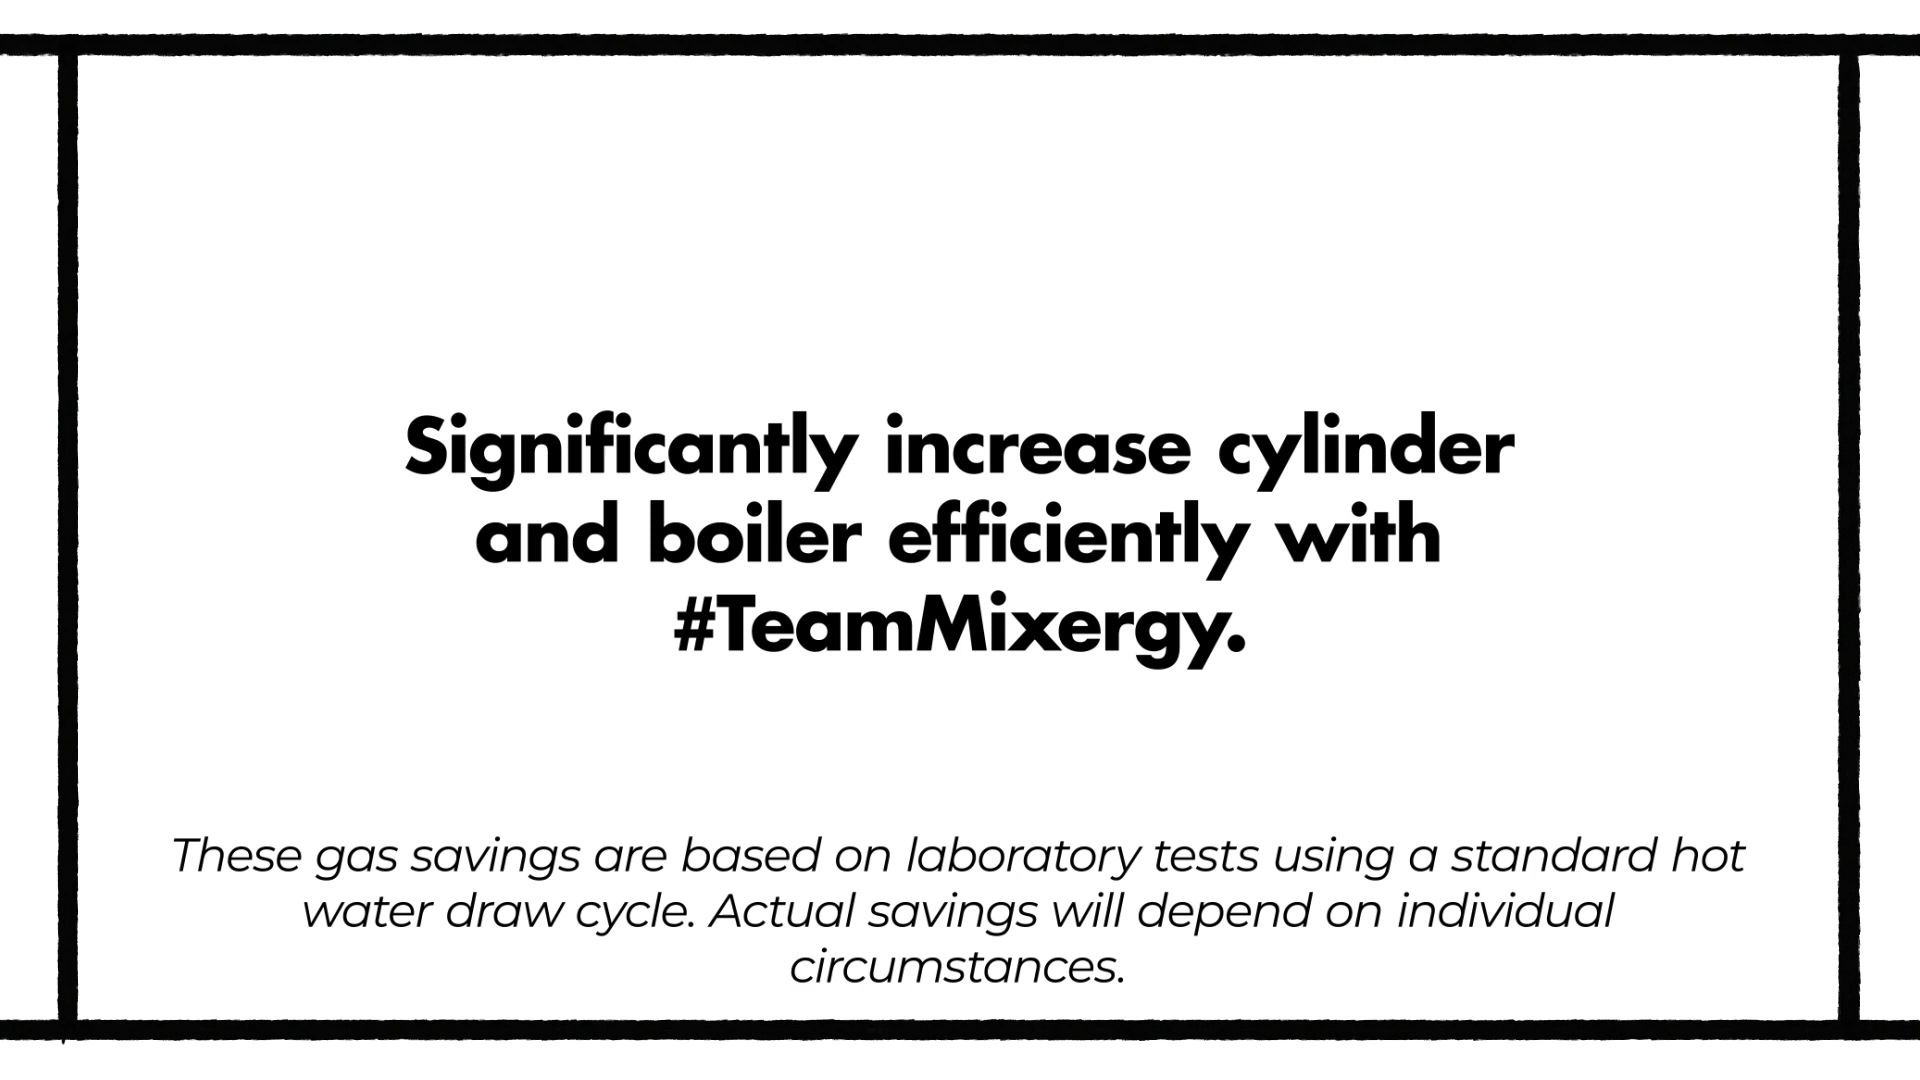 Significantly increase cylinder
and boiler efficiently with
#TeamMixergy.
These gas savings are based on laboratory tests using a standard hot
water draw cycle. Actual savings will depend on individual
circumstances.